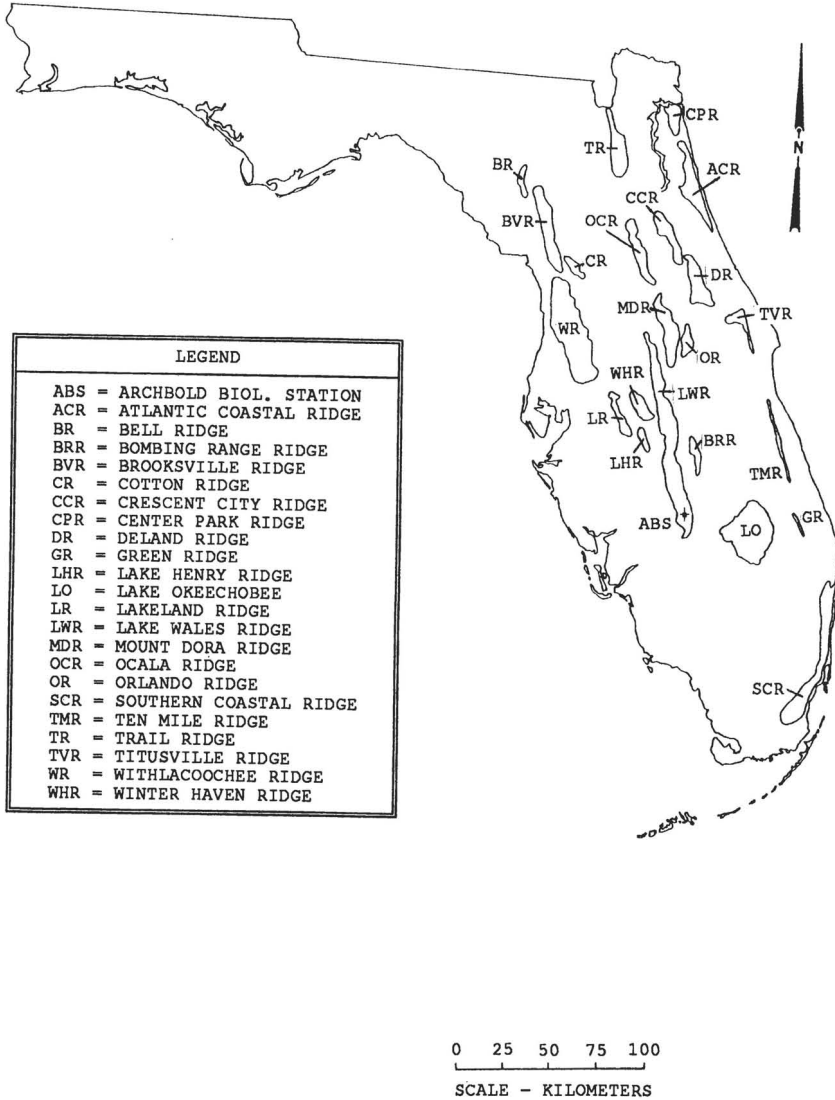 CPR
N
TR
BR
ACR
CCR
BVR
OCR
CR
DR
MDR
TVR
WR
OR
WHR
LWR
LR
BRR
LHR
TMR
ABS
LO
GR
SCR
LEGEND
ABS = ARCHBOLD BIOL. STATION
ACR = ATLANTIC COASTAL RIDGE
BR = BELL RIDGE
BRR = BOMBING RANGE RIDGE
BVR = BROOKSVILLE RIDGE
CR = COTTON RIDGE
CCR = CRESCENT CITY RIDGE
CPR = CENTER PARK RIDGE
DR = DELAND RIDGE
GR = GREEN RIDGE
LHR = LAKE HENRY RIDGE
LO = LAKE OKEECHOBEE
LR = LAKELAND RIDGE
LWR = LAKE WALES RIDGE
MDR = MOUNT DORA RIDGE
OCR = OCALA RIDGE
OR = ORLANDO RIDGE
SCR = SOUTHERN COASTAL RIDGE
TMR = TEN MILE RIDGE
TR = TRAIL RIDGE
TVR = TITUSVILLE RIDGE
WR = WITHLACOOCHEE RIDGE
WHR = WINTER HAVEN RIDGE
0 25 50 75 100
SCALE - KILOMETERS